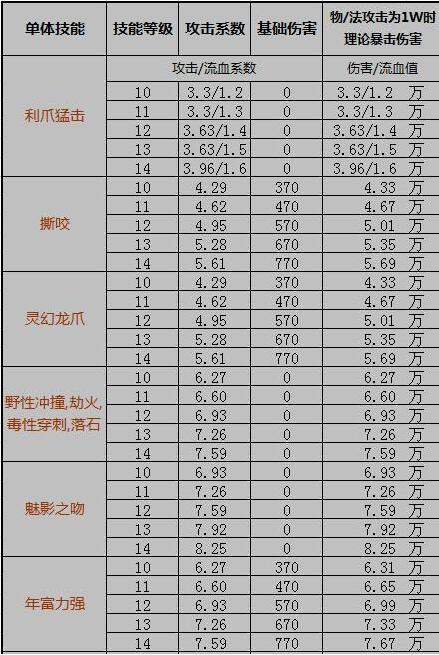 单体技能 技能等级 攻击系数 基础伤害 物/法攻击为1W时
理论暴击伤害
攻击/流血系数 伤害/流血值
利爪猛击
10 3.3/1.2 0 3.3/1.2 万
11 3.3/1.3 0 3.3/1.3 万
12 3.63/1.4 0 3.63/1.4 万
13 3.63/1.5 0 3.63/1.5 万
14 3.96/1.6 0 3.96/1.6 万
撕咬
10 4.29 370 4.33 万
11 4.62 470 4.67 万
12 4.95 570 5.01 万
13 5.28 670 5.35 万
14 5.61 770 5.69 万
灵幻龙爪
10 4.29 370 4.33 万
11 4.62 470 4.67 万
12 4.95 570 5.01 万
13 5.28 670 5.35 万
14 5.61 770 5.69 万
野性冲撞,劫火,
毒性穿刺,落石
10 6.27 0 6.27 万
11 6.60 0 6.60 万
12 6.93 0 6.93 万
13 7.26 0 7.26 万
14 7.59 0 7.59 万
魅影之吻
10 6.93 0 6.93 万
11 7.26 0 7.26 万
12 7.59 0 7.59 万
13 7.92 0 7.92 万
14 8.25 0 8.25 万
年富力强
10 6.27 370 6.31 万
11 6.60 470 6.65 万
12 6.93 570 6.99 万
13 7.26 670 7.33 万
14 7.59 770 7.67 万